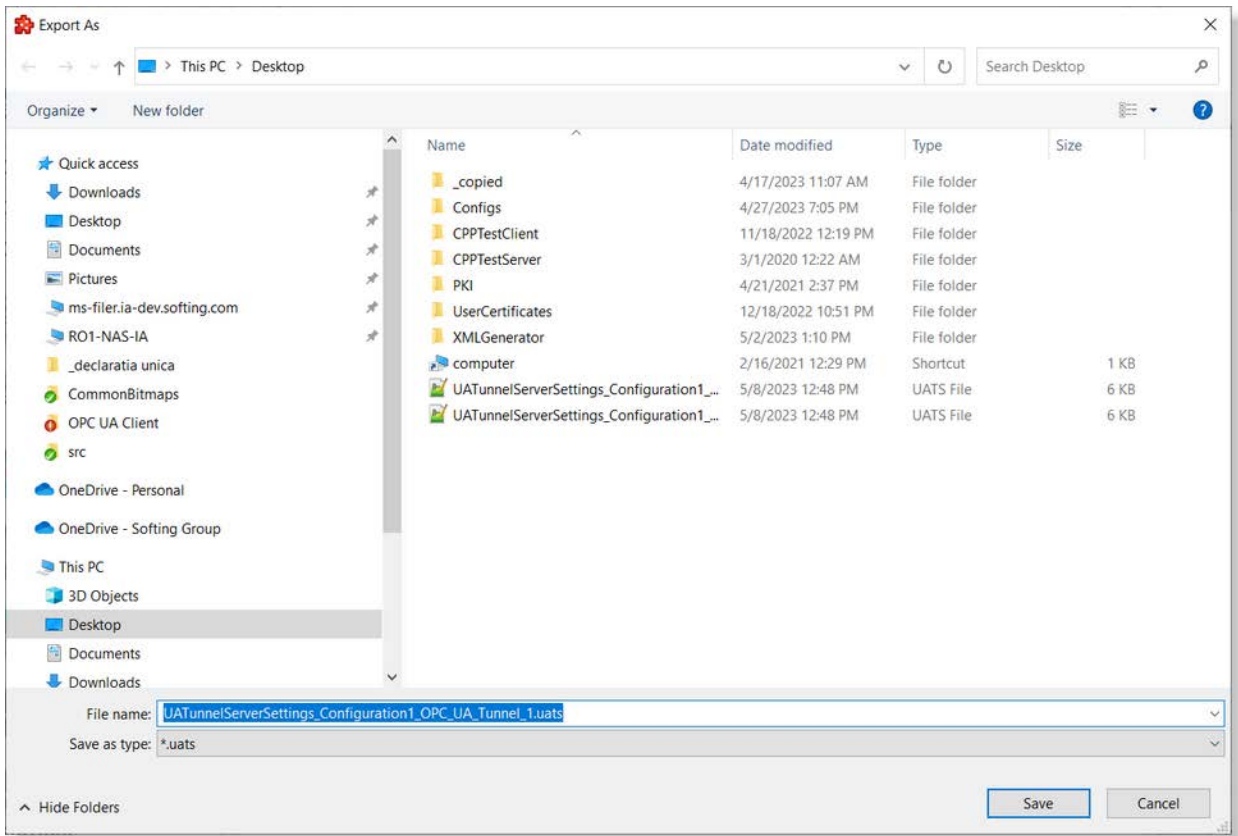 Export As
This PC > Desktop
Search Desktop
Organize
New folder
?
Quick access
Downloads
Desktop
Documents
Pictures
ms-filer.ia-dev.softing.com
RO1-NAS-IA
_declaratia unica
CommonBitmaps
OPC UA Client
src
OneDrive - Personal
OneDrive - Softing Group
This PC
3D Objects
Desktop
Documents
Downloads
Name Date modified Type Size
_copied 4/17/2023 11:07 AM File folder
Configs 4/27/2023 7:05 PM File folder
CPPTestClient 11/18/2022 12:19 PM File folder
CPPTestServer 3/1/2020 12:22 AM File folder
PKI 4/21/2021 2:37 PM File folder
UserCertificates 12/18/2022 10:51 PM File folder
XMLGenerator 5/2/2023 1:10 PM File folder
computer 2/16/2021 12:29 PM Shortcut 1 KB
UATunnelServerSettings_Configuration1_... 5/8/2023 12:48 PM UATS File 6 KB
UATunnelServerSettings_Configuration1_... 5/8/2023 12:48 PM UATS File 6 KB
File name: UATunnelServerSettings_Configuration1_OPC_UA_Tunnel_1.uats
Save as type: *.uats
Hide Folders
Save
Cancel